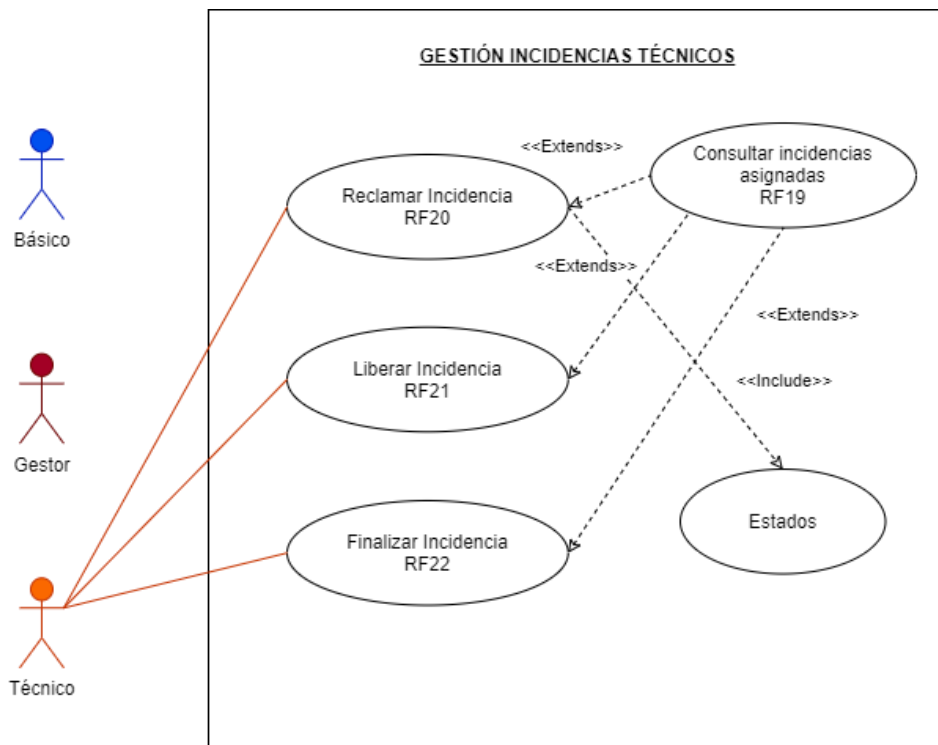 GESTIÓN INCIDENCIAS TÉCNICOS
Básico
Gestor
Técnico
Reclamar Incidencia
RF20
<<Extends>>
Consultar incidencias
asignadas
RF19
<<Extends>>
<<Extends>>
Liberar Incidencia
RF21
<<Include>>
Finalizar Incidencia
RF22
Estados